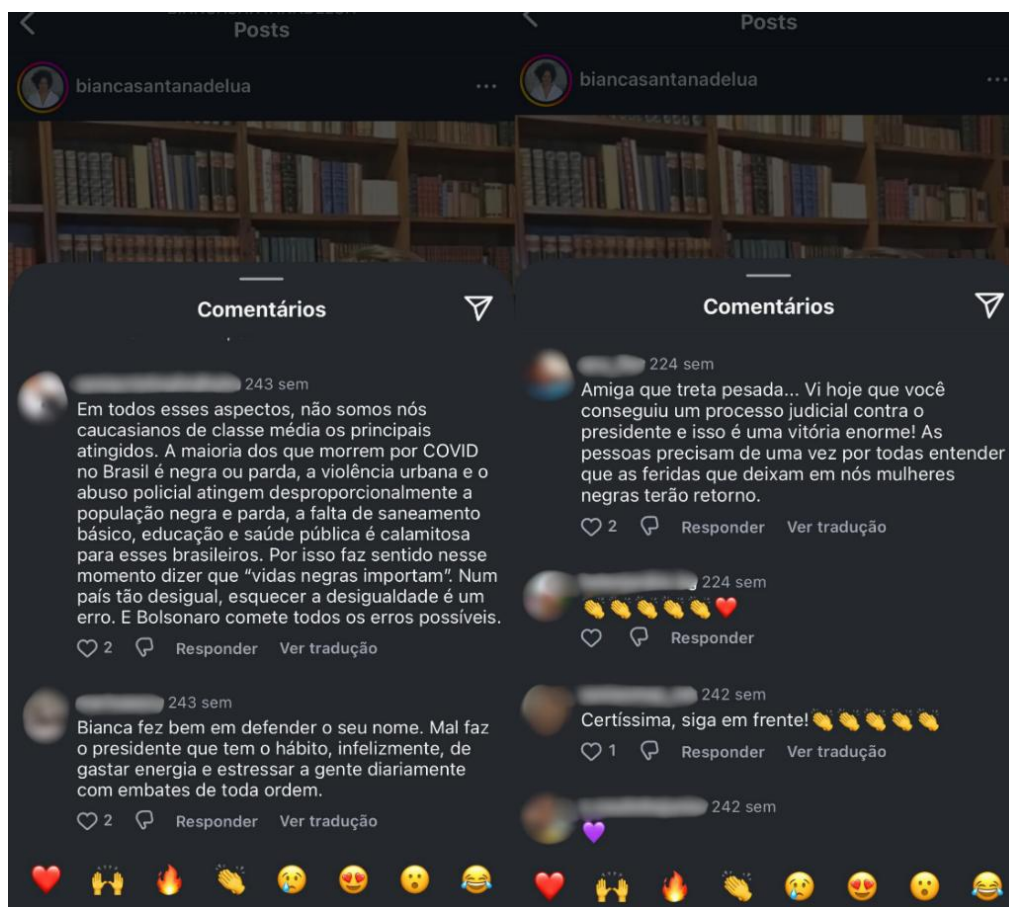 Posts
biancasantanadelua
Comentários
243 sem
Em todos esses aspectos, não somos nós
caucasianos de classe média os principais
atingidos. A maioria dos que morrem por COVID
no Brasil é negra ou parda, a violência urbana e o
abuso policial atingem desproporcionalmente a
população negra e parda, a falta de saneamento
básico, educação e saúde pública é calamitosa
para esses brasileiros. Por isso faz sentido nesse
momento dizer que “vidas negras importam”. Num
país tão desigual, esquecer a desigualdade é um
erro. E Bolsonaro comete todos os erros possíveis.
2 Responder Ver tradução
243 sem
Bianca fez bem em defender o seu nome. Mal faz
o presidente que tem o hábito, infelizmente, de
gastar energia e estressar a gente diariamente
com embates de toda ordem.
2 Responder Ver tradução
Posts
biancasantanadelua
Comentários
224 sem
Amiga que treta pesada... Vi hoje que você
conseguiu um processo judicial contra o
presidente e isso é uma vitória enorme! As
pessoas precisam de uma vez por todas entender
que as feridas que deixam em nós mulheres
negras terão retorno.
2 Responder Ver tradução
224 sem
👏👏👏👏👏❤️
Responder
242 sem
Certíssima, siga em frente!👏👏👏👏👏
1 Responder Ver tradução
242 sem
💜